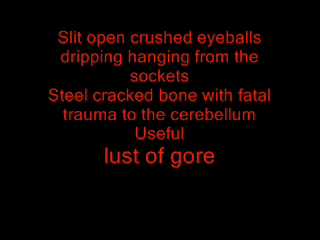 Slit open crushed eyeballs
dripping hanging from the
sockets
Steel cracked bone with fatal
trauma to the cerebellum
Useful
lust of gore